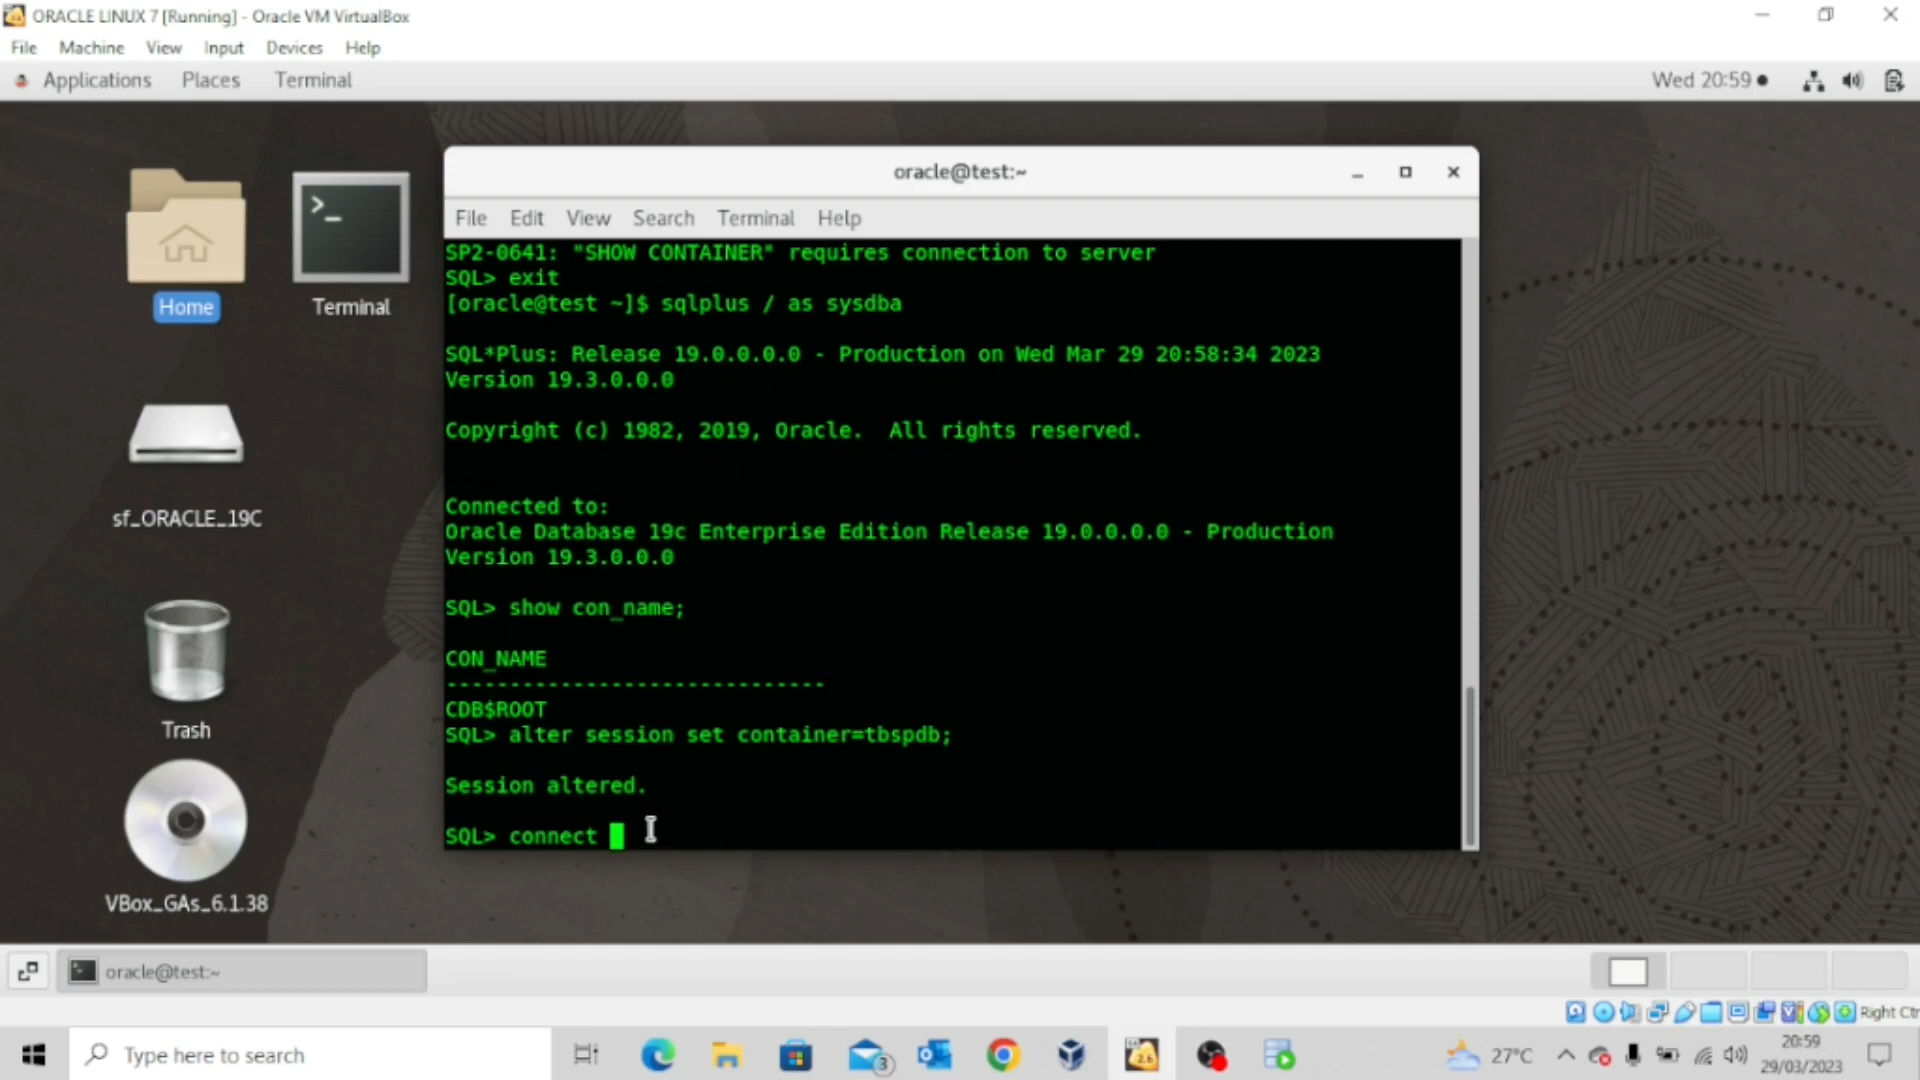 ORACLE LINUX 7 [Running] - Oracle VM VirtualBox
File Machine View Input Devices Help
Applications Places Terminal
Wed 20:59
Home
Terminal
sf_ORACLE_19C
Trash
VBox_GAs_6.1.38
oracle@test:~
File Edit View Search Terminal Help
SP2-0641: "SHOW CONTAINER" requires connection to server
SQL> exit
[oracle@test ~]$ sqlplus / as sysdba
SQL*Plus: Release 19.0.0.0.0 - Production on Wed Mar 29 20:58:34 2023
Version 19.3.0.0.0
Copyright (c) 1982, 2019, Oracle.  All rights reserved.
Connected to:
Oracle Database 19c Enterprise Edition Release 19.0.0.0.0 - Production
Version 19.3.0.0.0
SQL> show con_name;
CON_NAME
------------------------------
CDB$ROOT
SQL> alter session set container=tbspdb;
Session altered.
SQL> connect
oracle@test:~
Right Ctr
Type here to search
3
2.6
27°C
20:59
29/03/2023